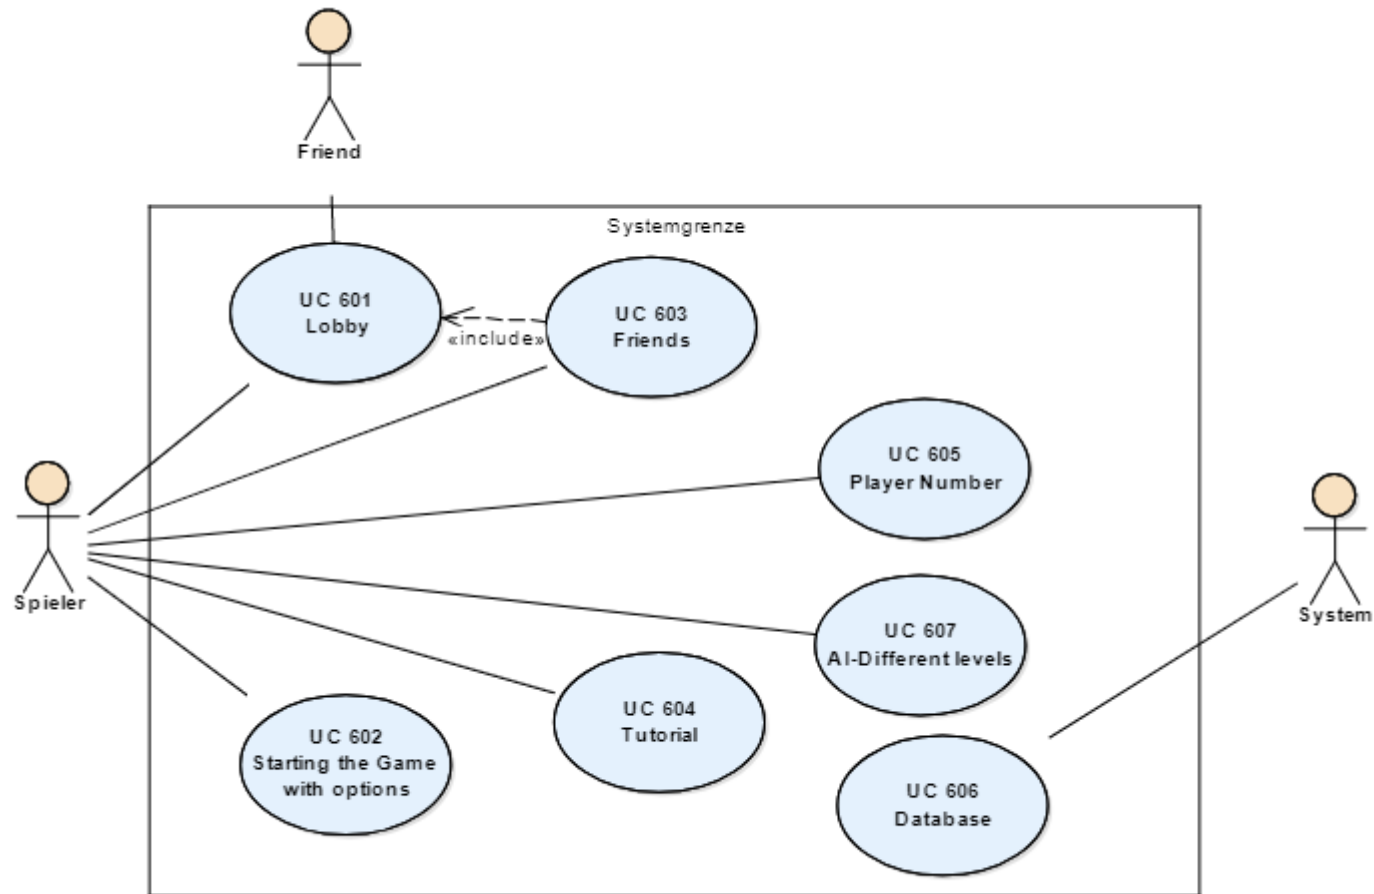 Friend
Systemgrenze
UC 601
Lobby
«include»
UC 603
Friends
UC 605
Player Number
Spieler
System
UC 607
AI-Different levels
UC 604
Tutorial
UC 602
Starting the Game
with options
UC 606
Database